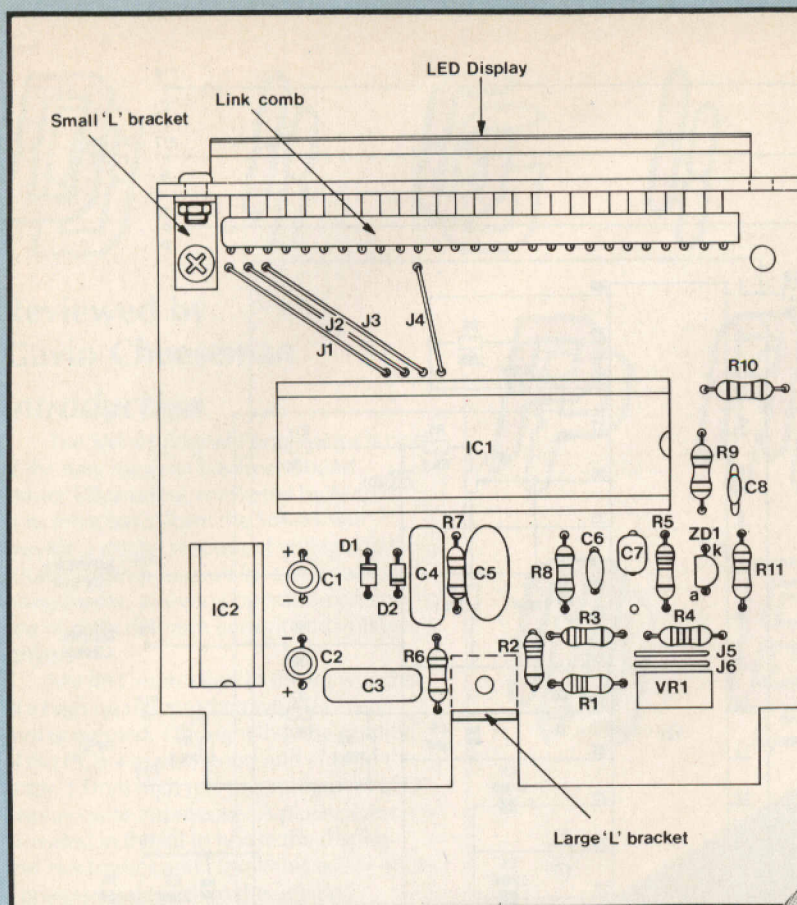 LED Display
Link comb
Small 'L' bracket
J1
J2
J3
J4
R10
IC1
R9
C8
D1
R7
C6
C7
R5
ZD1
k
+
C1
C4
C5
R8
R11
IC2
-
D2
a
-
R3
R4
C2
R6
R2
J5
J6
+
C3
R1
VR1
Large 'L' bracket